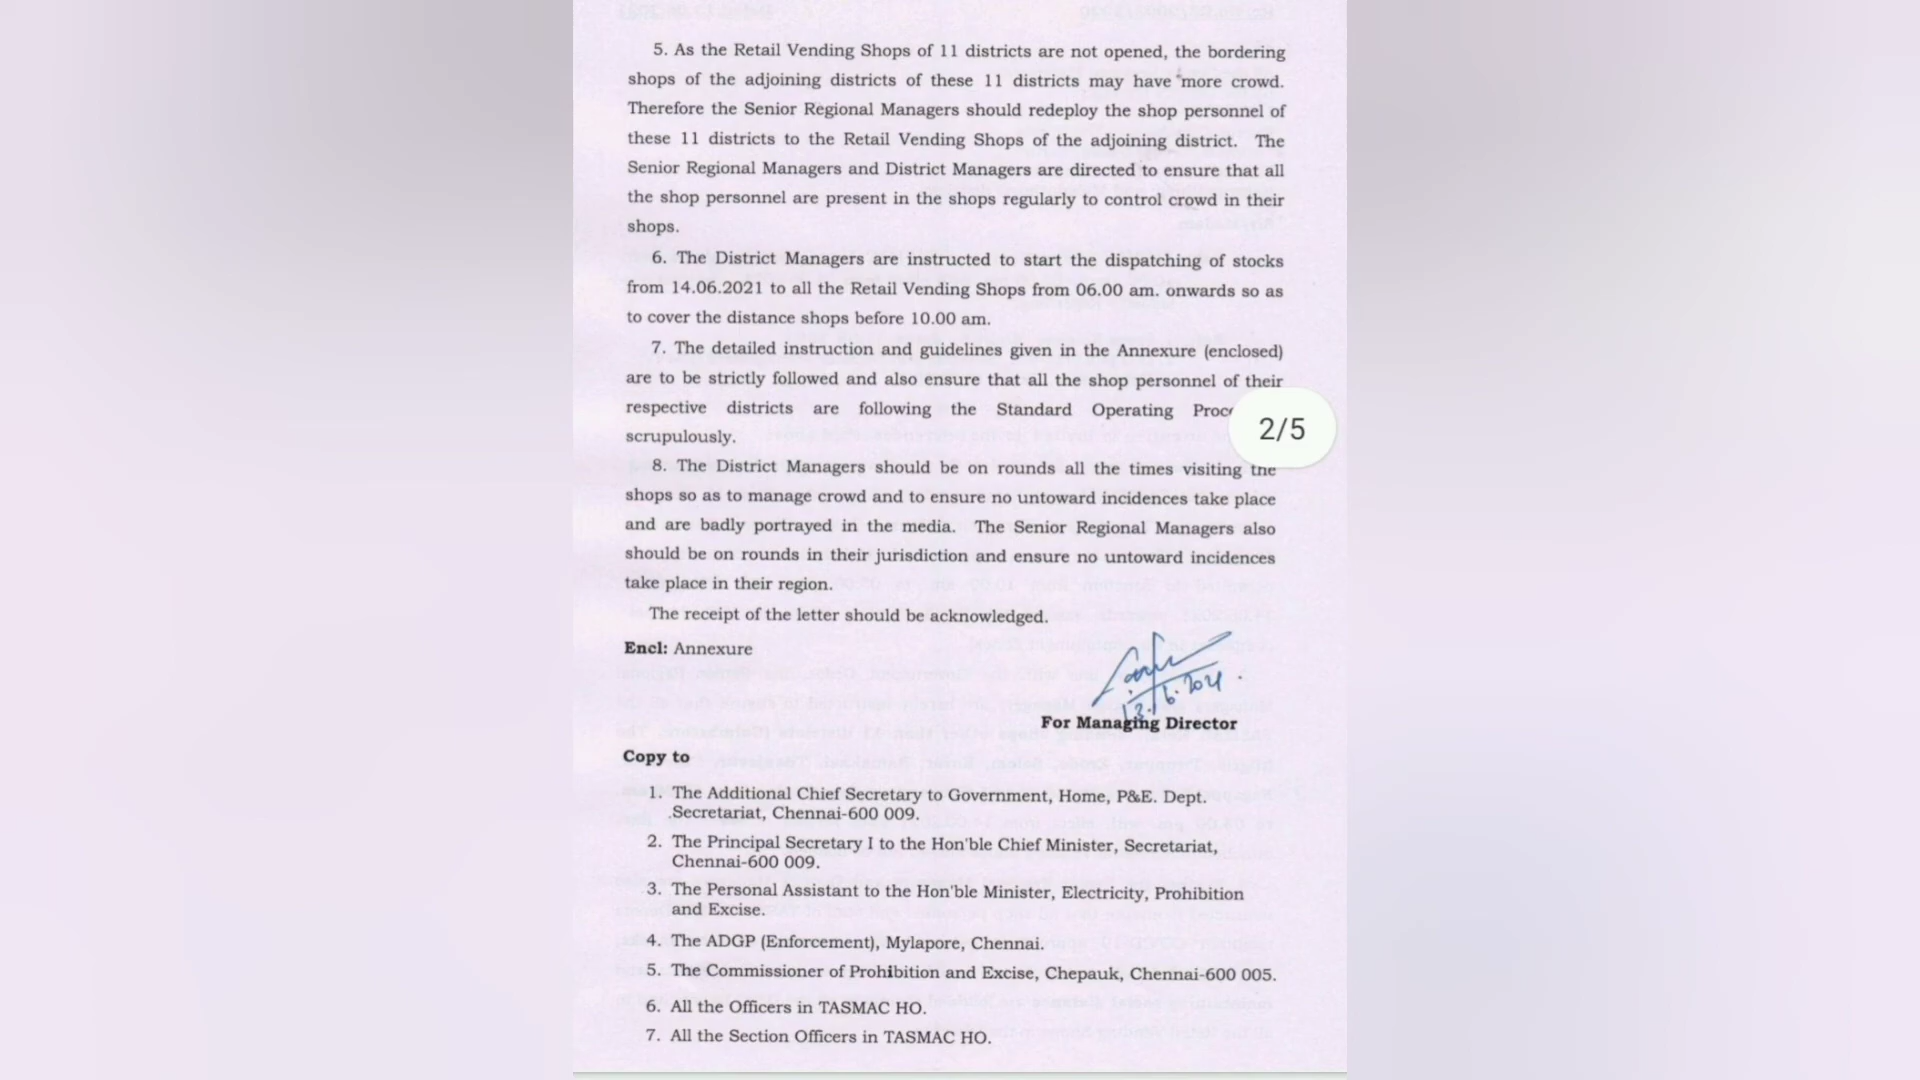 5. As the Retail Vending Shops of 11 districts are not opened, the bordering
shops of the adjoining districts of these 11 districts may have more crowd.
Therefore the Senior Regional Managers should redeploy the shop personnel of
these 11 districts to the Retail Vending Shops of the adjoining district. The
Senior Regional Managers and District Managers are directed to ensure that all
the shop personnel are present in the shops regularly to control crowd in their
shops.
6. The District Managers are instructed to start the dispatching of stocks
from 14.06.2021 to all the Retail Vending Shops from 06.00 am. onwards so as
to cover the distance shops before 10.00 am.
7. The detailed instruction and guidelines given in the Annexure (enclosed)
are to be strictly followed and also ensure that all the shop personnel of their
respective districts are following the Standard Operating
2/5
scrupulously.
8. The District Managers should be on rounds all the times visiting the
shops so as to manage crowd and to ensure no untoward incidences take place
and are badly portrayed in the media. The Senior Regional Managers also
should be on rounds in their jurisdiction and ensure no untoward incidences
take place in their region.
The receipt of the letter should be acknowledged.
Encl: Annexure
13.6.2021.
For Managing Director
Copy to
1. The Additional Chief Secretary to Government, Home, P&E. Dept.
Secretariat, Chennai-600 009.
2. The Principal Secretary I to the Hon'ble Chief Minister, Secretariat,
Chennai-600 009.
3. The Personal Assistant to the Hon'ble Minister, Electricity, Prohibition
and Excise.
4. The ADGP (Enforcement), Mylapore, Chennai.
5. The Commissioner of Prohibition and Excise, Chepauk, Chennai-600 005.
6. All the Officers in TASMAC HO.
7. All the Section Officers in TASMAC HO.